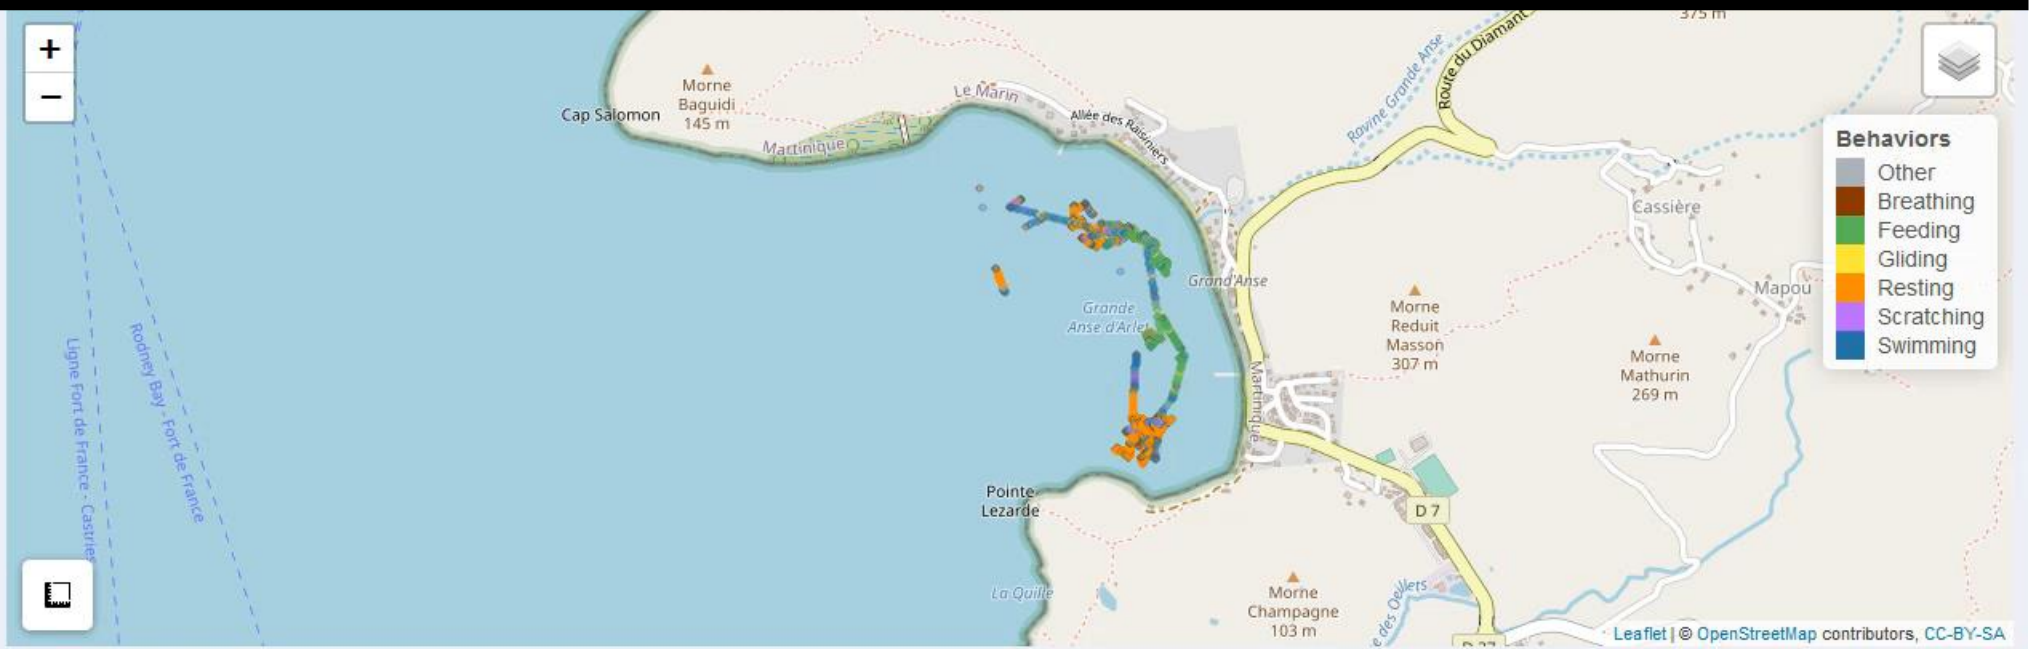 +
−
375 m
Route du Diamant
Ravine Grande Anse
Morne
Baguidi
145 m
Cap Salomon
Le Marin
Martinique
Allée des Raisiniers
Behaviors
Other
Breathing
Feeding
Gliding
Resting
Scratching
Swimming
Cassière
Mapou
Grand'Anse
Grande
Anse d'Arlet
Morne
Reduit
Masson
307 m
Morne
Mathurin
269 m
Martinique
Ligne Fort de France - Castries
Rodney Bay - Fort de France
Pointe
Lezarde
D 7
La Quille
Morne
Champagne
103 m
e des Oeillets
Leaflet | © OpenStreetMap contributors, CC-BY-SA